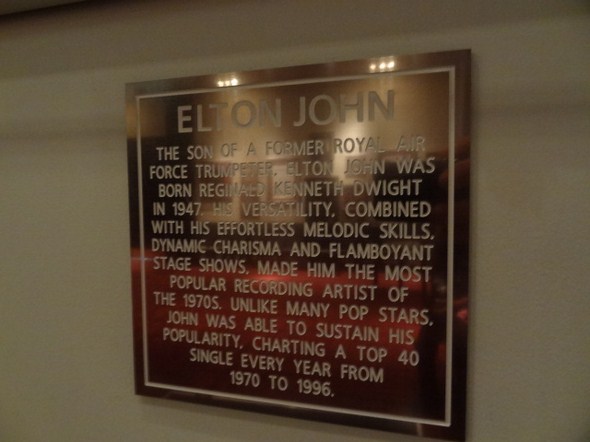 ELTON JOHN
THE SON OF A FORMER ROYAL AIR
FORCE TRUMPETER, ELTON JOHN WAS
BORN REGINALD KENNETH DWIGHT
IN 1947. HIS VERSATILITY, COMBINED
WITH HIS EFFORTLESS MELODIC SKILLS,
DYNAMIC CHARISMA AND FLAMBOYANT
STAGE SHOWS, MADE HIM THE MOST
POPULAR RECORDING ARTIST OF
THE 1970S. UNLIKE MANY POP STARS,
JOHN WAS ABLE TO SUSTAIN HIS
POPULARITY, CHARTING A TOP 40
SINGLE EVERY YEAR FROM
1970 TO 1996.